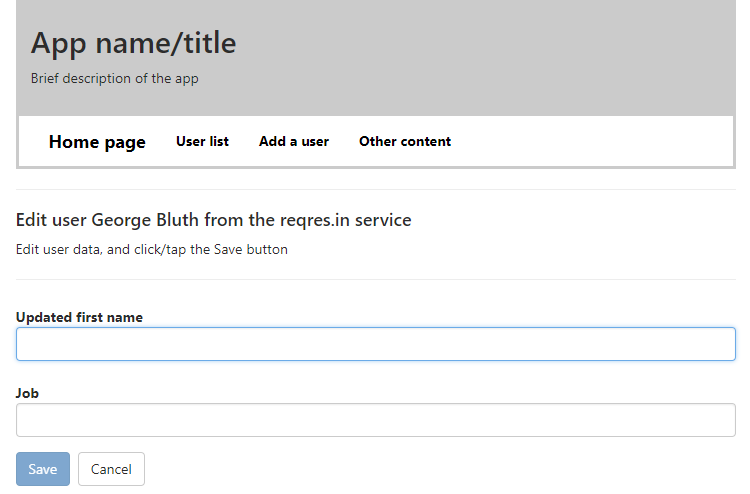 App name/title
Brief description of the app
Home page User list Add a user Other content
Edit user George Bluth from the reqres.in service
Edit user data, and click/tap the Save button
Updated first name
Job
Save Cancel